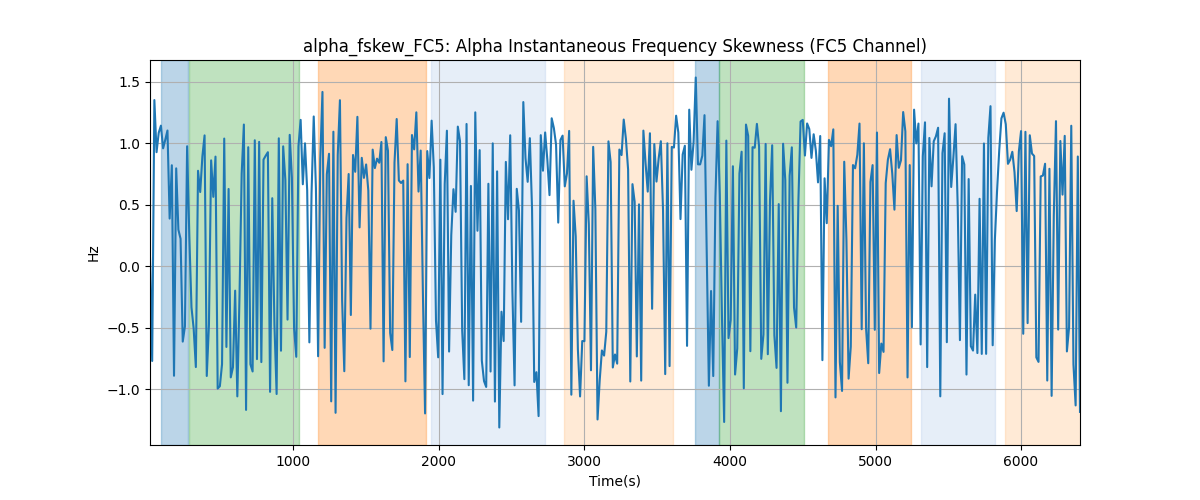 alpha_fskew_FC5: Alpha Instantaneous Frequency Skewness (FC5 Channel)
1.5
1.0
0.5
0.0
−0.5
−1.0
Hz
1000 2000 3000 4000 5000 6000
Time(s)